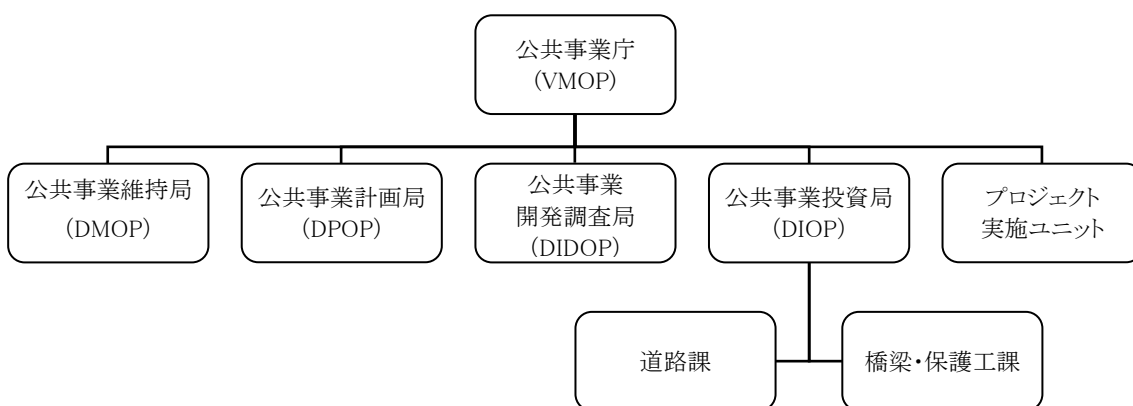 公共事業庁
(VMOP)
公共事業維持局
(DMOP)
公共事業計画局
(DPOP)
公共事業
開発調査局
(DIDOP)
公共事業投資局
(DIOP)
プロジェクト
実施ユニット
道路課
橋梁・保護工課